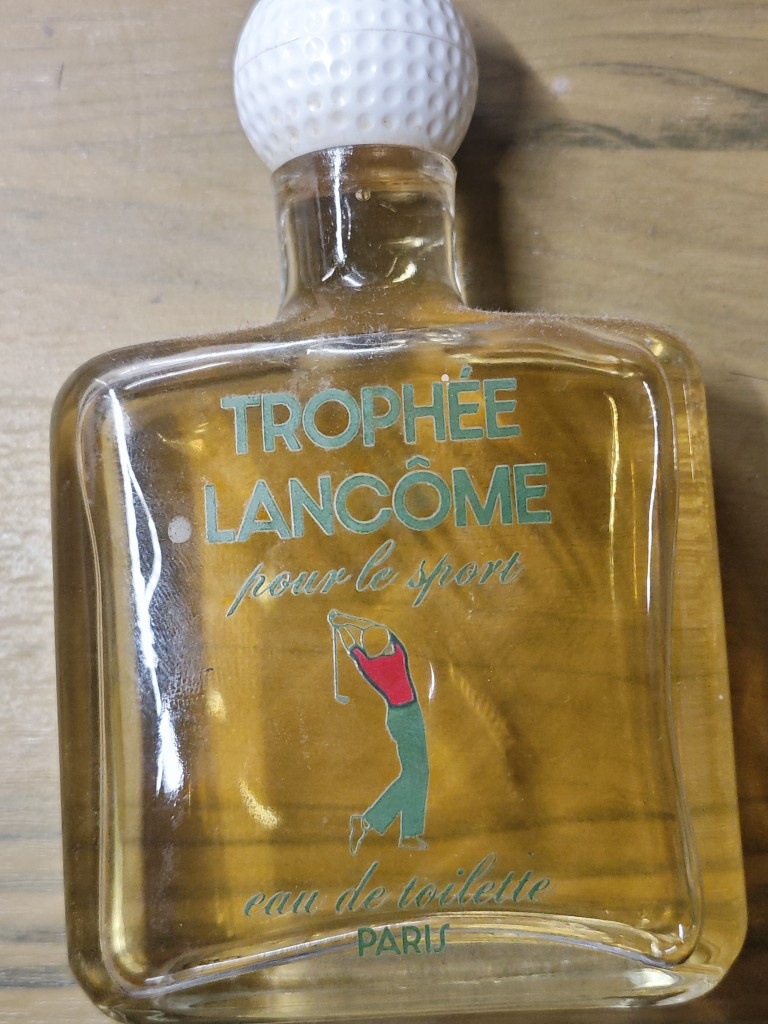 TROPHÉE
LANCÔME
pour le sport
eau de toilette
PARIS